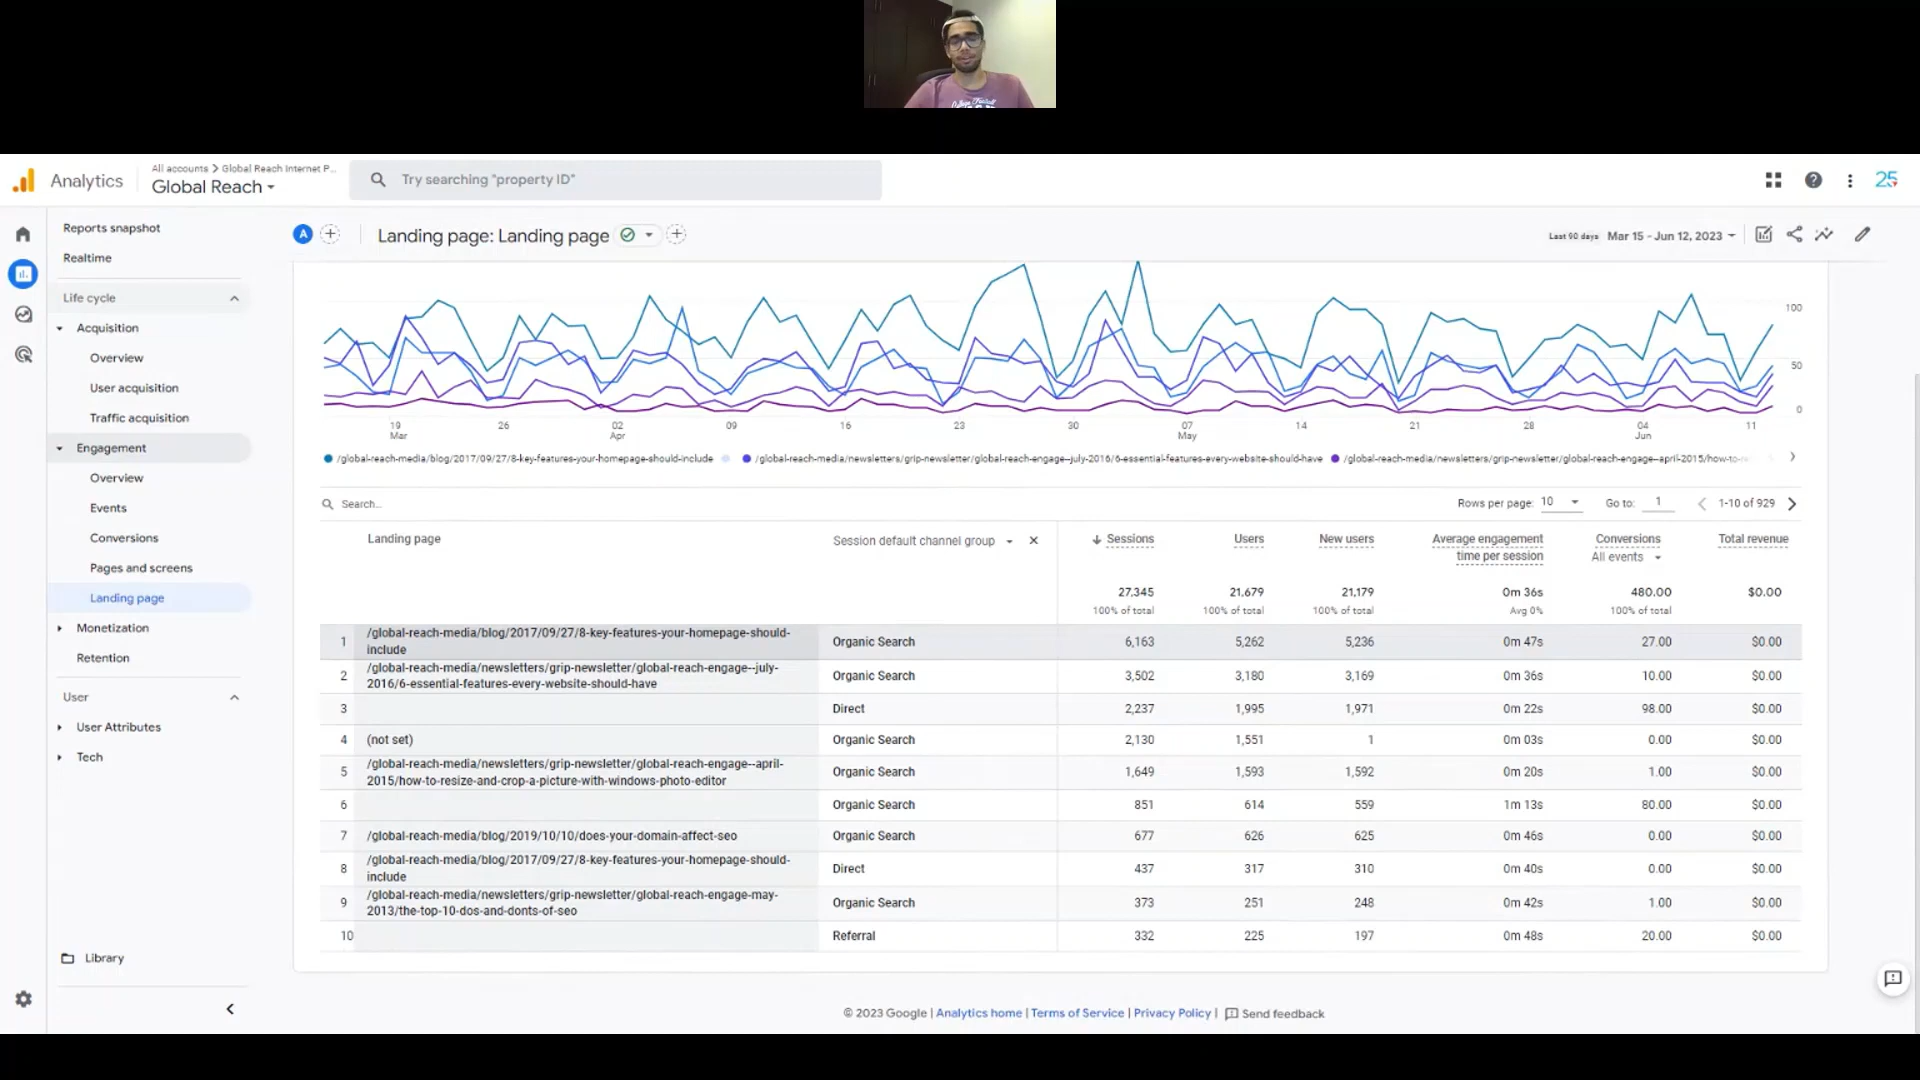 Analytics
All accounts > Global Reach Internet P...
Global Reach
Try searching "property ID"
25
Reports snapshot
Realtime
Life cycle
Acquisition
Overview
User acquisition
Traffic acquisition
Engagement
Overview
Events
Conversions
Pages and screens
Landing page
Monetization
Retention
User
User Attributes
Tech
Library
A
Landing page: Landing page
Last 90 days Mar 15 - Jun 12, 2023
100
50
0
19 Mar
26
02 Apr
09
16
23
30
07 May
14
21
28
04 Jun
11
/global-reach-media/blog/2017/09/27/8-key-features-your-homepage-should-include
/global-reach-media/newsletters/grip-newsletter/global-reach-engage--july-2016/6-essential-features-every-website-should-have
/global-reach-media/newsletters/grip-newsletter/global-reach-engage--april-2015/how-to-re
Search...
Rows per page: 10 Go to: 1 1-10 of 929
Landing page Session default channel group Sessions Users New users Average engagement time per session Conversions All events Total revenue
27,345 21,679 21,179 0m 36s 480.00 $0.00
100% of total 100% of total 100% of total Avg 0% 100% of total
1 /global-reach-media/blog/2017/09/27/8-key-features-your-homepage-should-include Organic Search 6,163 5,262 5,236 0m 47s 27.00 $0.00
2 /global-reach-media/newsletters/grip-newsletter/global-reach-engage--july-2016/6-essential-features-every-website-should-have Organic Search 3,502 3,180 3,169 0m 36s 10.00 $0.00
3 Direct 2,237 1,995 1,971 0m 22s 98.00 $0.00
4 (not set) Organic Search 2,130 1,551 1 0m 03s 0.00 $0.00
5 /global-reach-media/newsletters/grip-newsletter/global-reach-engage--april-2015/how-to-resize-and-crop-a-picture-with-windows-photo-editor Organic Search 1,649 1,593 1,592 0m 20s 1.00 $0.00
6 Organic Search 851 614 559 1m 13s 80.00 $0.00
7 /global-reach-media/blog/2019/10/10/does-your-domain-affect-seo Organic Search 677 626 625 0m 46s 0.00 $0.00
8 /global-reach-media/blog/2017/09/27/8-key-features-your-homepage-should-include Direct 437 317 310 0m 40s 0.00 $0.00
9 /global-reach-media/newsletters/grip-newsletter/global-reach-engage-may-2013/the-top-10-dos-and-donts-of-seo Organic Search 373 251 248 0m 42s 1.00 $0.00
10 Referral 332 225 197 0m 48s 20.00 $0.00
© 2023 Google | Analytics home | Terms of Service | Privacy Policy | Send feedback